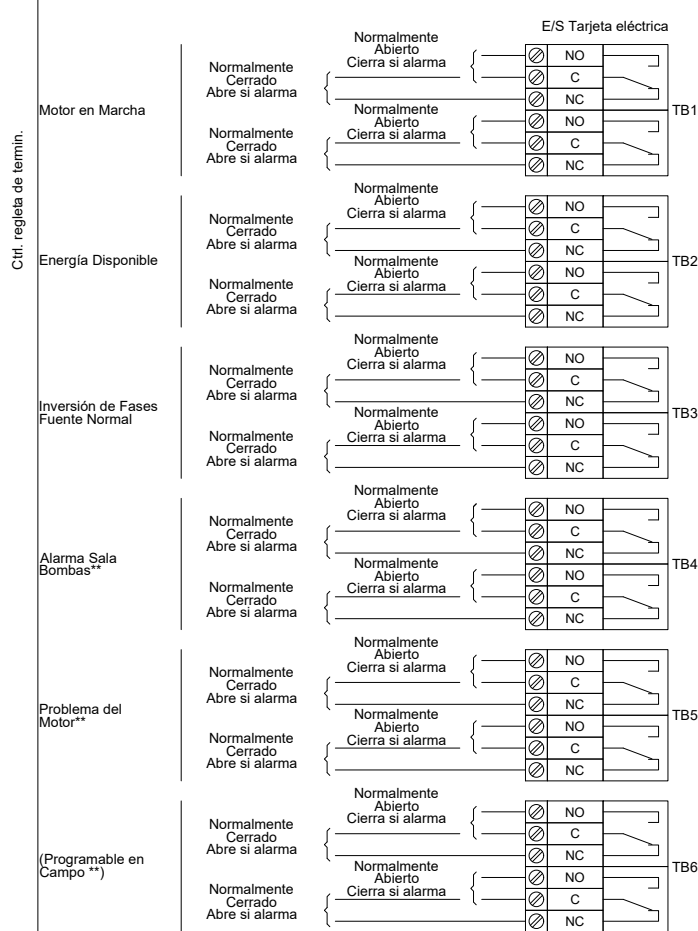 E/S Tarjeta eléctrica
Ctrl. regleta de termin.
Motor en Marcha
Normalmente
Abierto
Cierra si alarma
Normalmente
Cerrado
Abre si alarma
Normalmente
Abierto
Cierra si alarma
Normalmente
Cerrado
Abre si alarma
NO
C
NC
NO
C
NC
TB1
Energía Disponible
Normalmente
Abierto
Cierra si alarma
Normalmente
Cerrado
Abre si alarma
Normalmente
Abierto
Cierra si alarma
Normalmente
Cerrado
Abre si alarma
NO
C
NC
NO
C
NC
TB2
Inversión de Fases
Fuente Normal
Normalmente
Abierto
Cierra si alarma
Normalmente
Cerrado
Abre si alarma
Normalmente
Abierto
Cierra si alarma
Normalmente
Cerrado
Abre si alarma
NO
C
NC
NO
C
NC
TB3
Alarma Sala
Bombas**
Normalmente
Abierto
Cierra si alarma
Normalmente
Cerrado
Abre si alarma
Normalmente
Abierto
Cierra si alarma
Normalmente
Cerrado
Abre si alarma
NO
C
NC
NO
C
NC
TB4
Problema del
Motor**
Normalmente
Abierto
Cierra si alarma
Normalmente
Cerrado
Abre si alarma
Normalmente
Abierto
Cierra si alarma
Normalmente
Cerrado
Abre si alarma
NO
C
NC
NO
C
NC
TB5
(Programable en
Campo **)
Normalmente
Abierto
Cierra si alarma
Normalmente
Cerrado
Abre si alarma
Normalmente
Abierto
Cierra si alarma
Normalmente
Cerrado
Abre si alarma
NO
C
NC
NO
C
NC
TB6